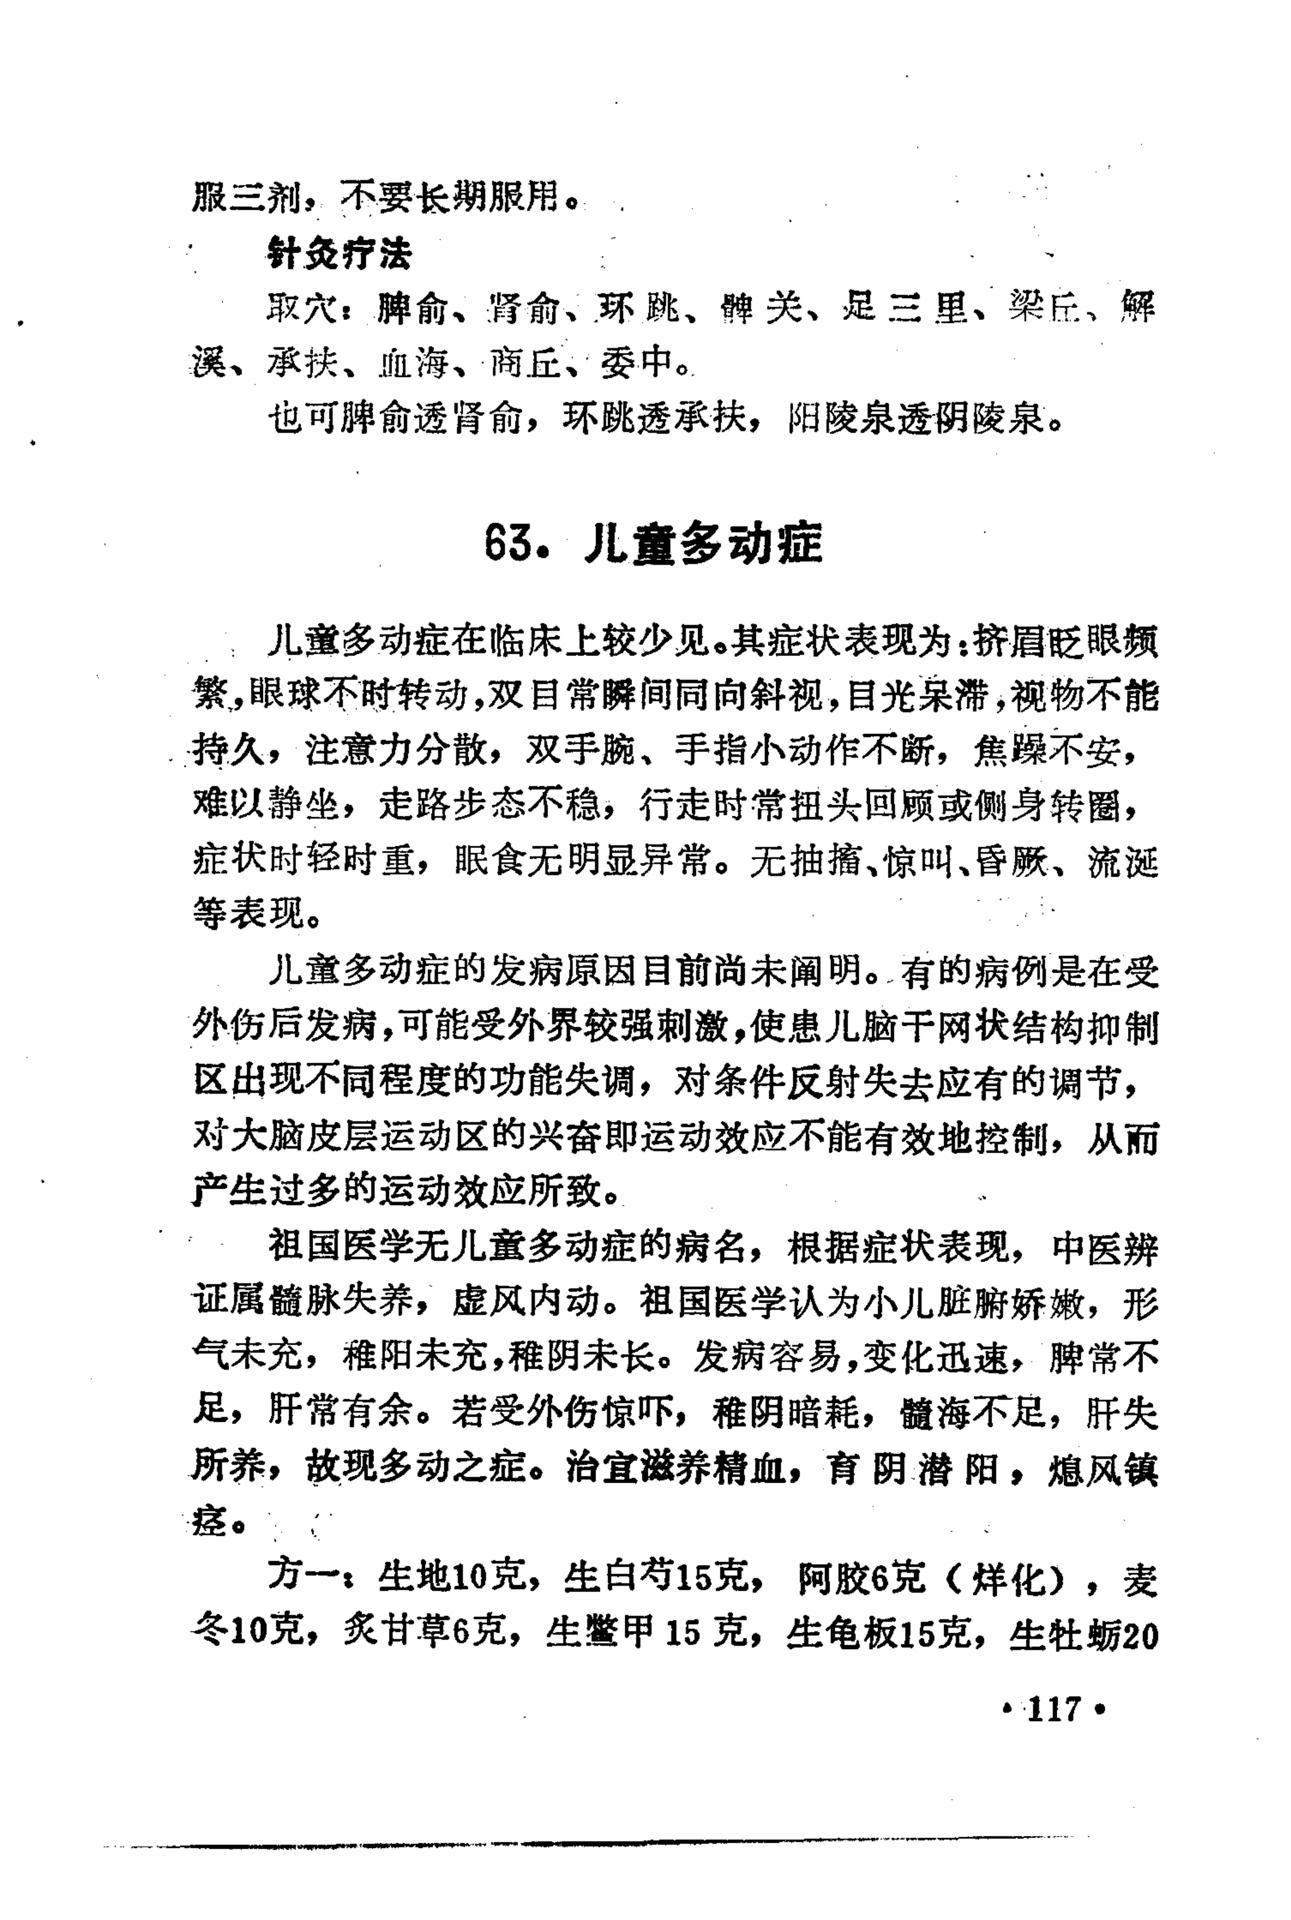 服三剂，不要长期服用。
针灸疗法
取穴：脾俞、肾俞、环跳、髀关、足三里、梁丘、解
溪、承扶、血海、商丘、委中。
也可脾俞透肾俞，环跳透承扶，阳陵泉透阴陵泉。
63．儿童多动症
儿童多动症在临床上较少见。其症状表现为：挤眉眨眼频
繁，眼球不时转动，双目常瞬间同向斜视，目光呆滞，视物不能
持久，注意力分散，双手腕、手指小动作不断，焦躁不安，
难以静坐，走路步态不稳，行走时常扭头回顾或侧身转圈，
症状时轻时重，眠食无明显异常。无抽搐、惊叫、昏厥、流涎
等表现。
儿童多动症的发病原因目前尚未阐明。有的病例是在受
外伤后发病，可能受外界较强刺激，使患儿脑干网状结构抑制
区出现不同程度的功能失调，对条件反射失去应有的调节，
对大脑皮层运动区的兴奋即运动效应不能有效地控制，从而
产生过多的运动效应所致。
祖国医学无儿童多动症的病名，根据症状表现，中医辨
证属髓脉失养，虚风内动。祖国医学认为小儿脏腑娇嫩，形
气未充，稚阳未充，稚阴未长。发病容易，变化迅速，脾常不
足，肝常有余。若受外伤惊吓，稚阴暗耗，髓海不足，肝失
所养，故现多动之症。治宜滋养精血，育阴潜阳，熄风镇
痉。
方一：生地10克，生白芍15克，阿胶6克（烊化），麦
冬10克，炙甘草6克，生鳖甲15克，生龟板15克，生牡蛎20
·117·